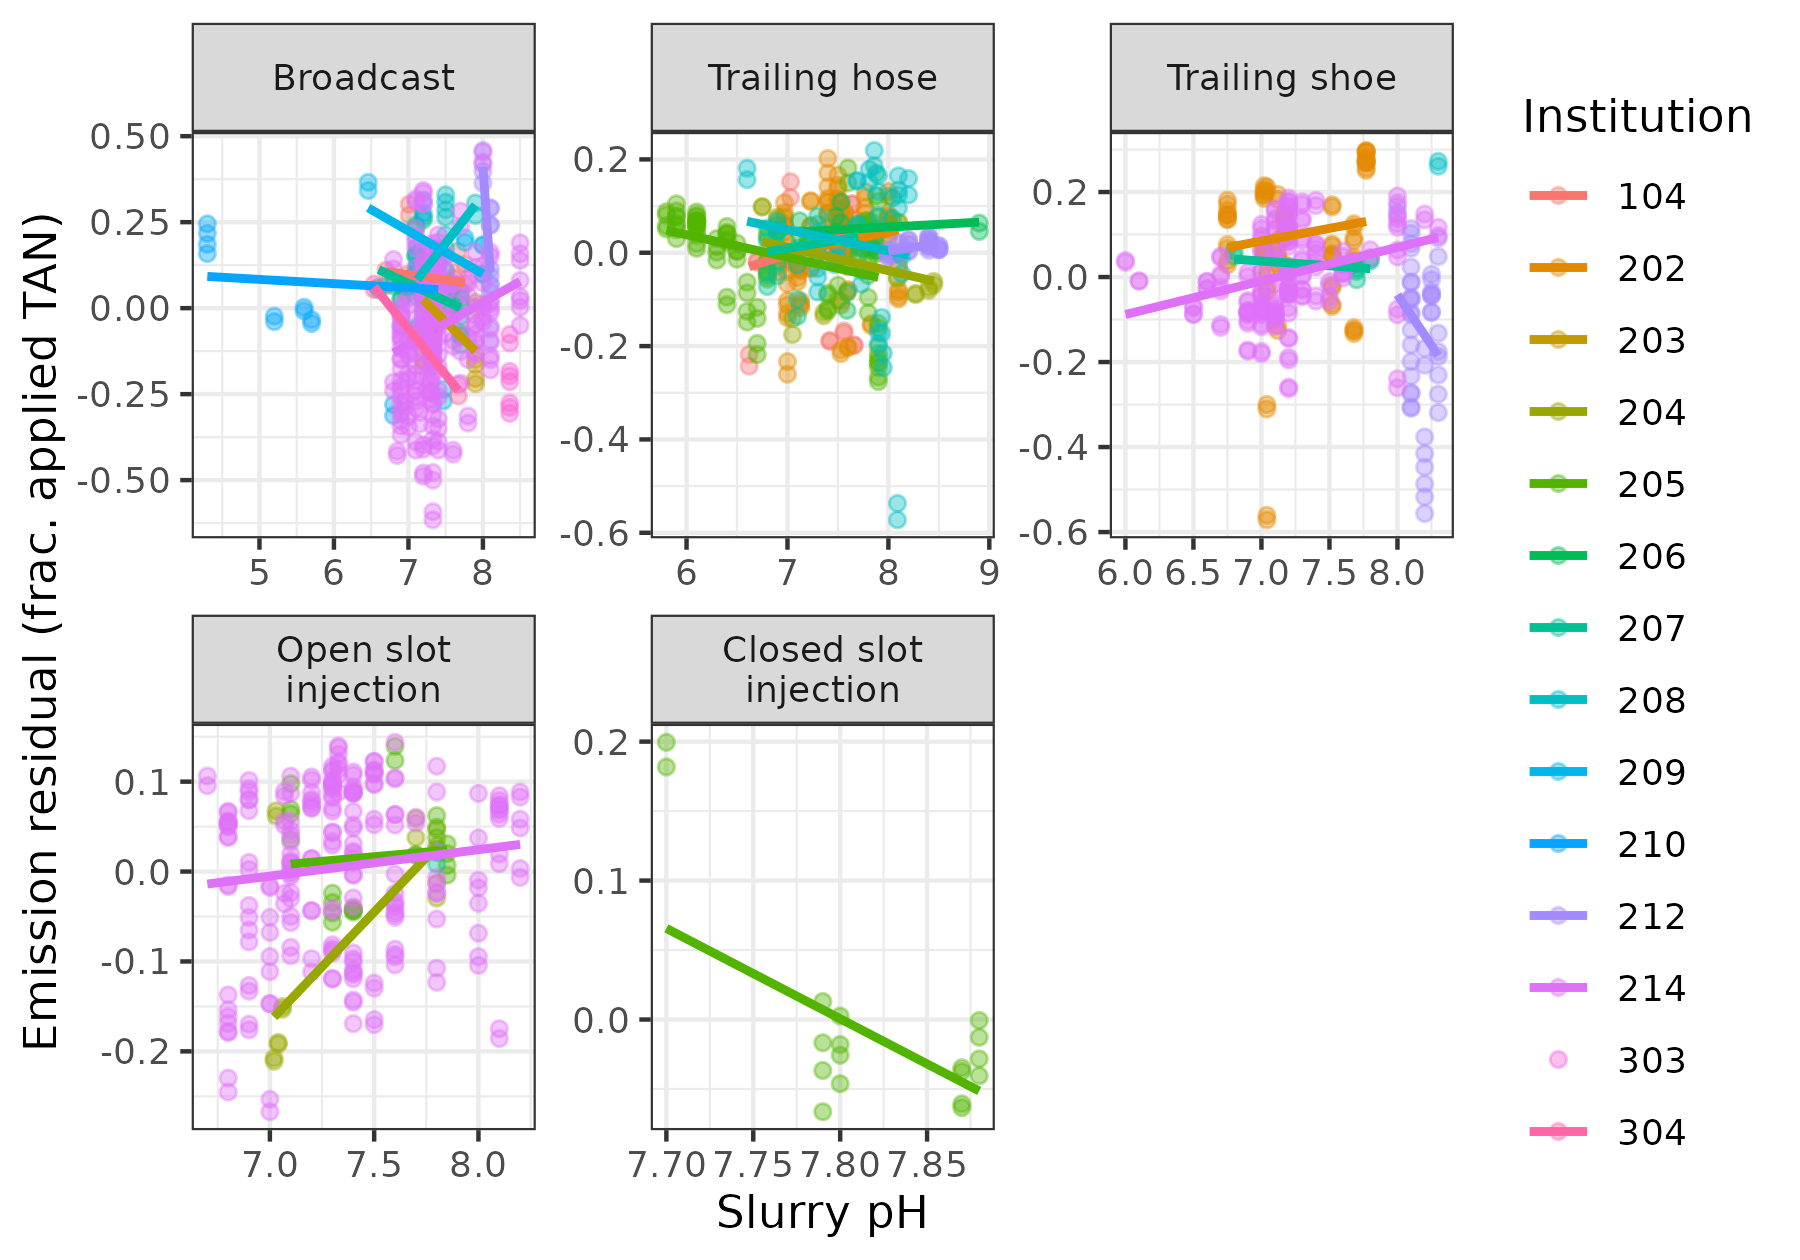 Broadcast
Trailing hose
Trailing shoe
0.50
0.25
0.00
-0.25
-0.50
5 6 7 8
0.2
0.0
-0.2
-0.4
-0.6
6 7 8 9
0.2
0.0
-0.2
-0.4
-0.6
6.0 6.5 7.0 7.5 8.0
Open slot
injection
Closed slot
injection
0.1
0.0
-0.1
-0.2
7.0 7.5 8.0
0.2
0.1
0.0
7.70 7.75 7.80 7.85
Slurry pH
Emission residual (frac. applied TAN)
Institution
104
202
203
204
205
206
207
208
209
210
212
214
303
304